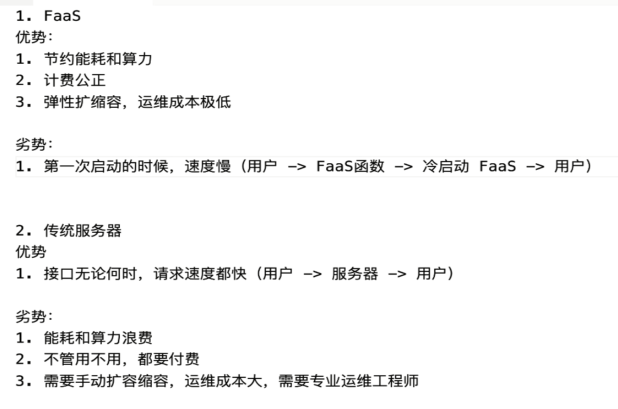 1. FaaS
优势：
1. 节约能耗和算力
2. 计费公正
3. 弹性扩缩容，运维成本极低
劣势：
1. 第一次启动的时候，速度慢（用户 -> FaaS函数 -> 冷启动 FaaS -> 用户）
2. 传统服务器
优势
1. 接口无论何时，请求速度都快（用户 -> 服务器 -> 用户）
劣势：
1. 能耗和算力浪费
2. 不管用不用，都要付费
3. 需要手动扩容缩容，运维成本大，需要专业运维工程师